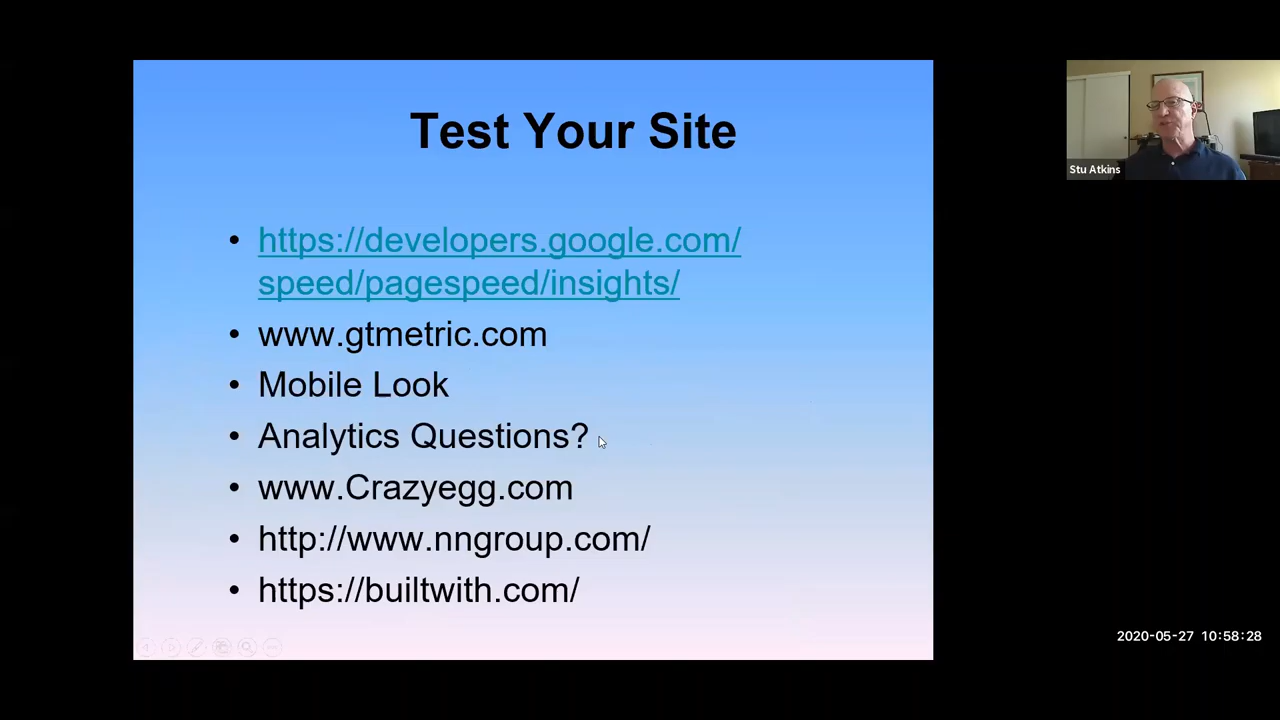 Test Your Site
• https://developers.google.com/
speed/pagespeed/insights/
• www.gtmetric.com
• Mobile Look
• Analytics Questions?
• www.Crazyegg.com
• http://www.nngroup.com/
• https://builtwith.com/
Stu Atkins
2020-05-27 10:58:28